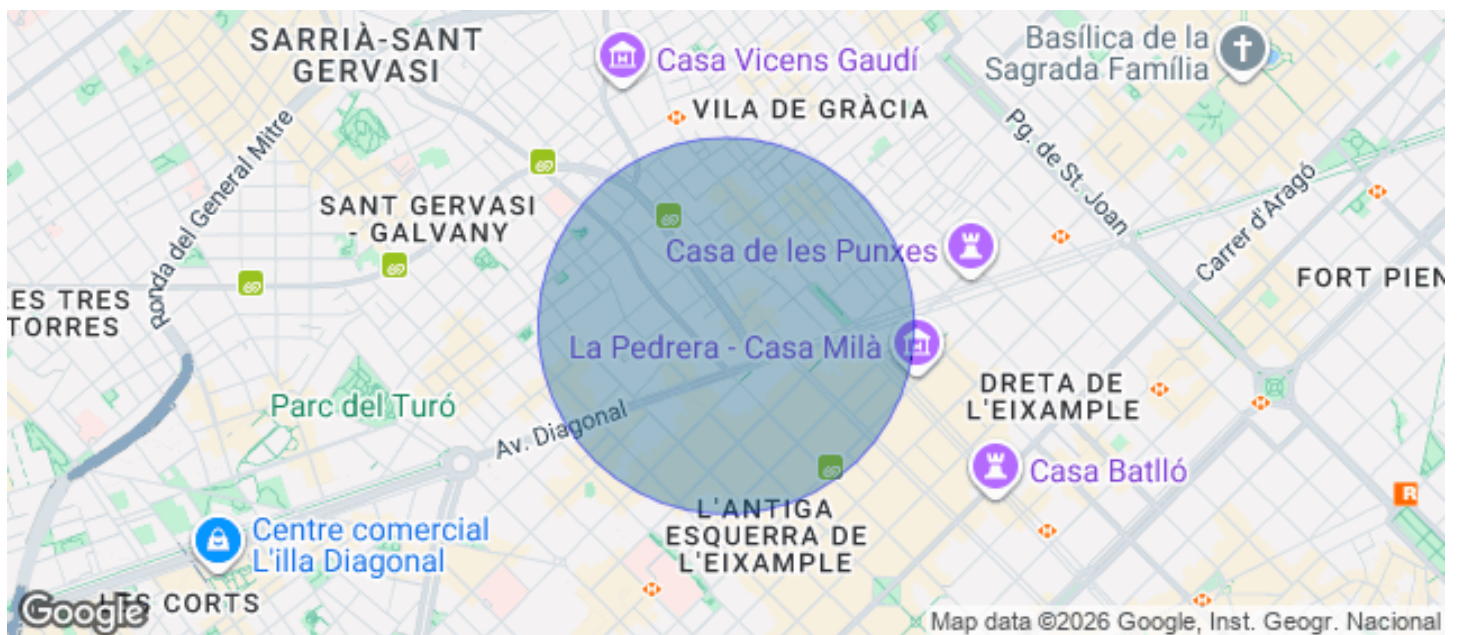 SARRIÀ-SANT
GERVASI
Casa Vicens Gaudí
Basílica de la
Sagrada Família
VILA DE GRÀCIA
Ronda del General Mitre
Pg. de St. Joan
SANT GERVASI
- GALVANY
Casa de les Punxes
Carrer d'Aragó
FORT PIEN
ES TRES
TORRES
La Pedrera - Casa Milà
DRETA DE
L'EIXAMPLE
Parc del Turó
Av. Diagonal
Casa Batlló
R
L'ANTIGA
ESQUERRA DE
L'EIXAMPLE
Centre comercial
L'illa Diagonal
LES CORTS
Google
Map data ©2026 Google, Inst. Geogr. Nacional